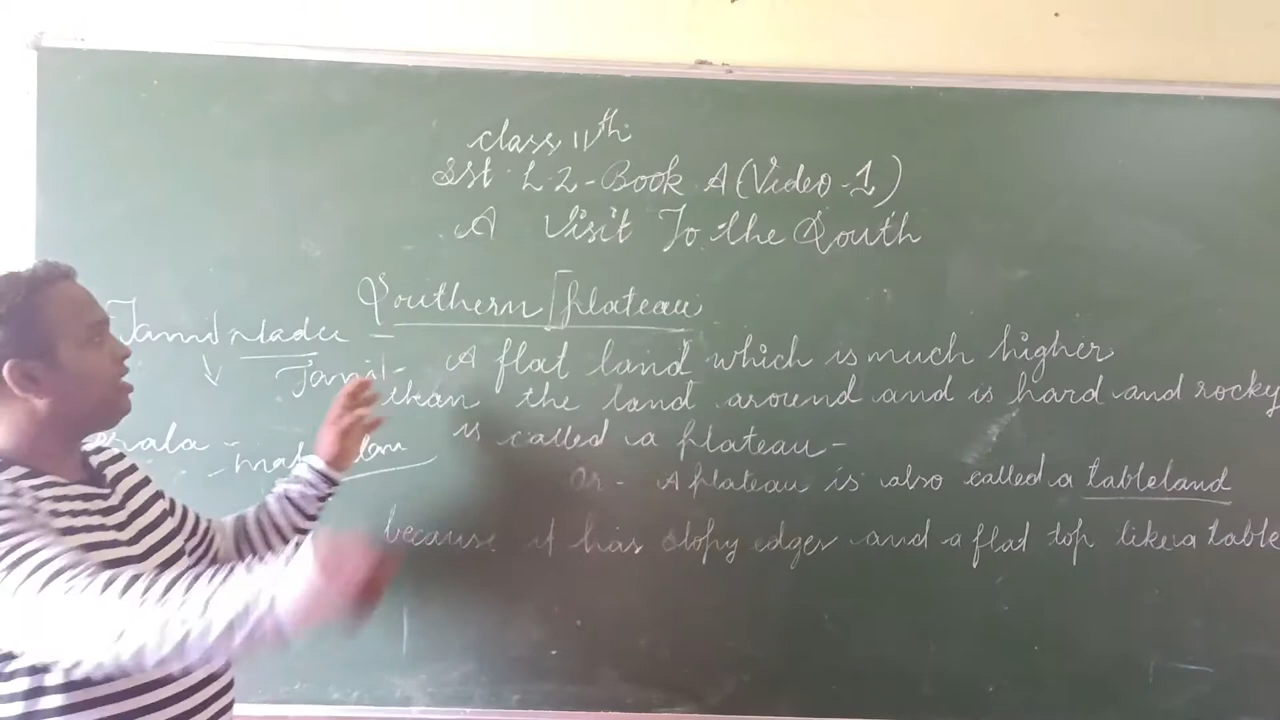 class IVth
SSt L-2-Book A (Video-1)
A Visit To the South
Southern plateau
Tamil Nadu -
Tamil-
A flat land which is much higher
than the land around and is hard and rocky
is called a plateau-
or- A plateau is also called a tableland
because it has slopy edges and a flat top like a table